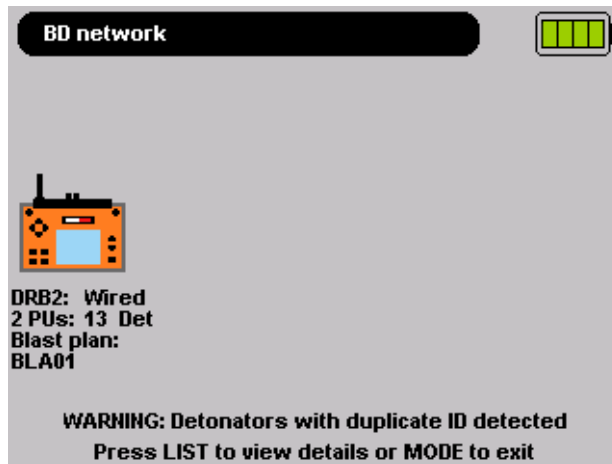 BD network
DRB2: Wired
2 PUs: 13 Det
Blast plan:
BLA01
WARNING: Detonators with duplicate ID detected
Press LIST to view details or MODE to exit